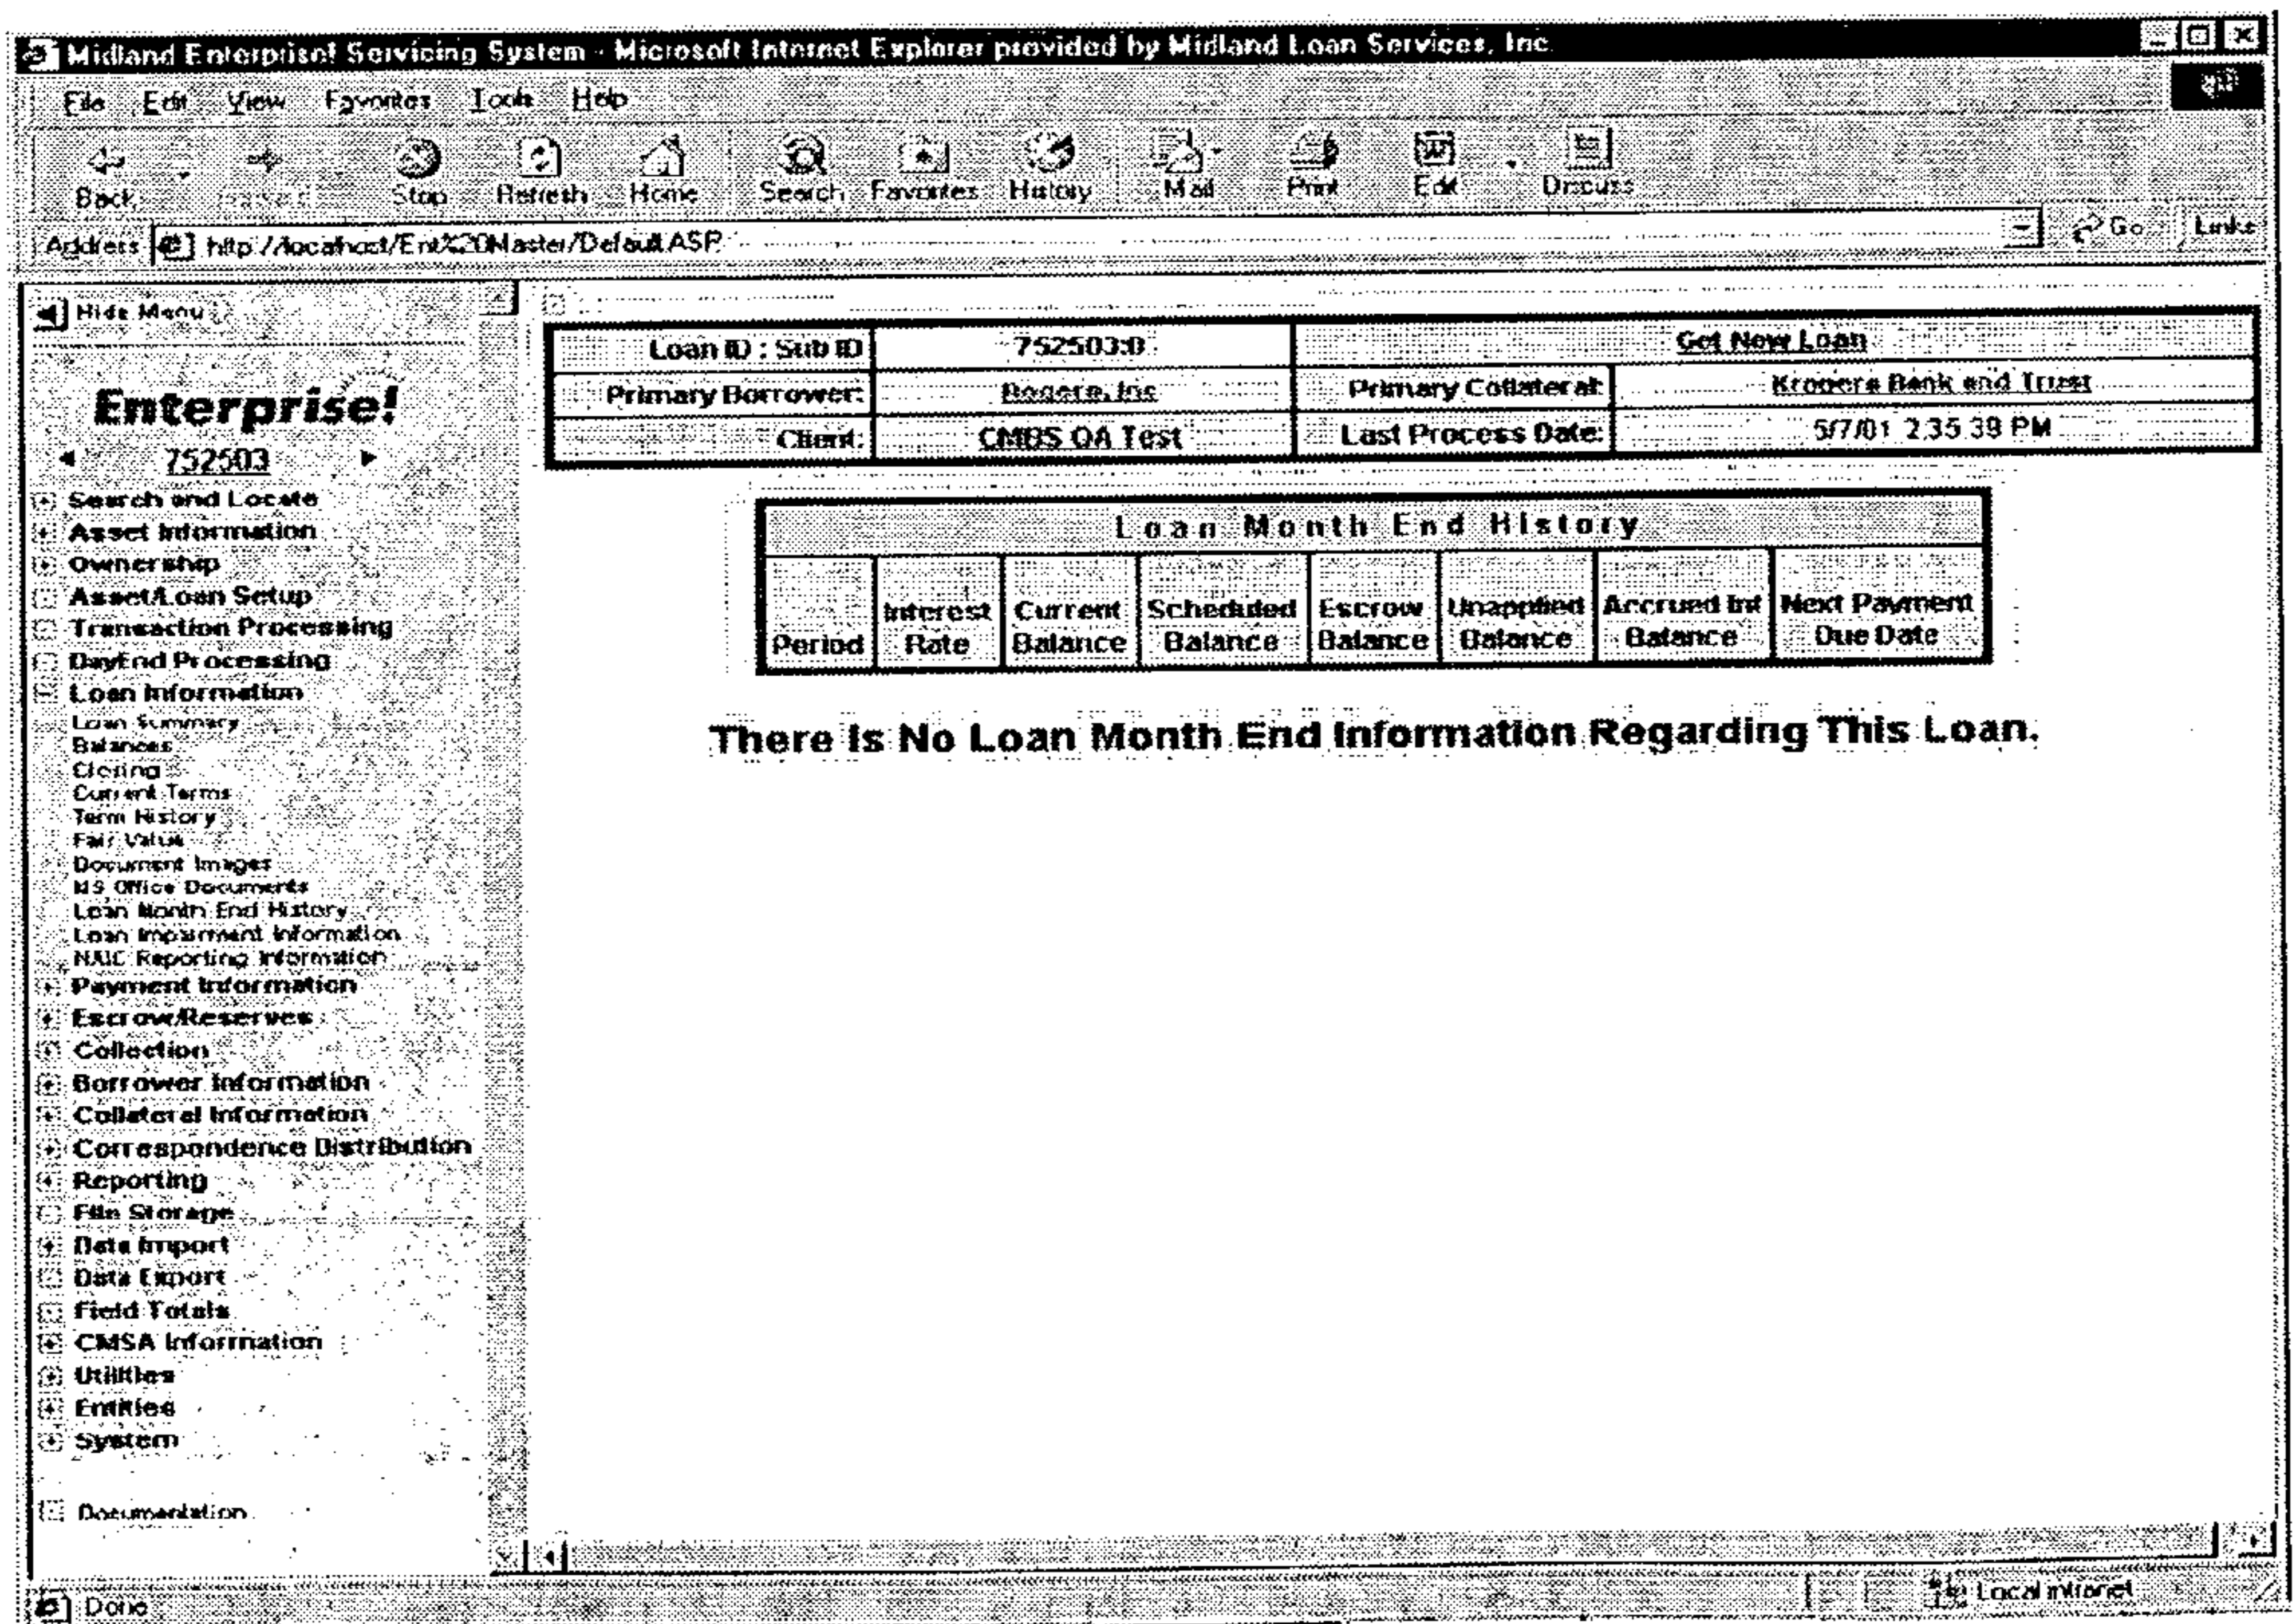 Midland Enterprise! Servicing System - Microsoft Internet Explorer provided by Midland Loan Services, Inc.
File Edit View Favorites Tools Help
Back Forward Stop Refresh Home Search Favorites History Mail Print Edit Discuss
Address http://localhost/Ent%20Master/Default.ASP Go Links
Hide Menu
Enterprise!
752503
Search and Locate
Asset Information
Ownership
Asset/Loan Setup
Transaction Processing
DayEnd Processing
Loan Information
Loan Summary
Balances
Closing
Current Terms
Term History
Fair Value
Document Images
MS Office Documents
Loan Month End History
Loan Impairment Information
NAIC Reporting Information
Payment Information
Escrow/Reserves
Collection
Borrower Information
Collateral Information
Correspondence Distribution
Reporting
File Storage
Data Import
Data Export
Field Totals
CMSA Information
Utilities
Entities
System
Documentation
Loan ID : Sub ID 752503:0 Get New Loan
Primary Borrower: Rogers, Inc Primary Collateral: Krogers Bank and Trust
Client: CMBS QA Test Last Process Date: 5/7/01 2:35:39 PM
Loan Month End History
Period Interest Rate Current Balance Scheduled Balance Escrow Balance Unapplied Balance Accrued Int Balance Next Payment Due Date
There Is No Loan Month End Information Regarding This Loan.
Done Local intranet